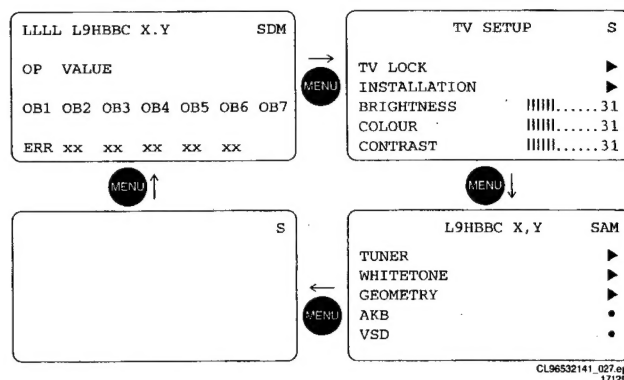 LLLL L9HBBC X.Y SDM
OP VALUE
OB1 OB2 OB3 OB4 OB5 OB6 OB7
ERR xx xx xx xx xx
MENU
TV SETUP S
TV LOCK ▶
INSTALLATION ▶
BRIGHTNESS ......31
COLOUR ......31
CONTRAST ......31
MENU
L9HBBC X,Y SAM
TUNER ▶
WHITETONE ▶
GEOMETRY ▶
AKB •
VSD •
MENU
S
MENU